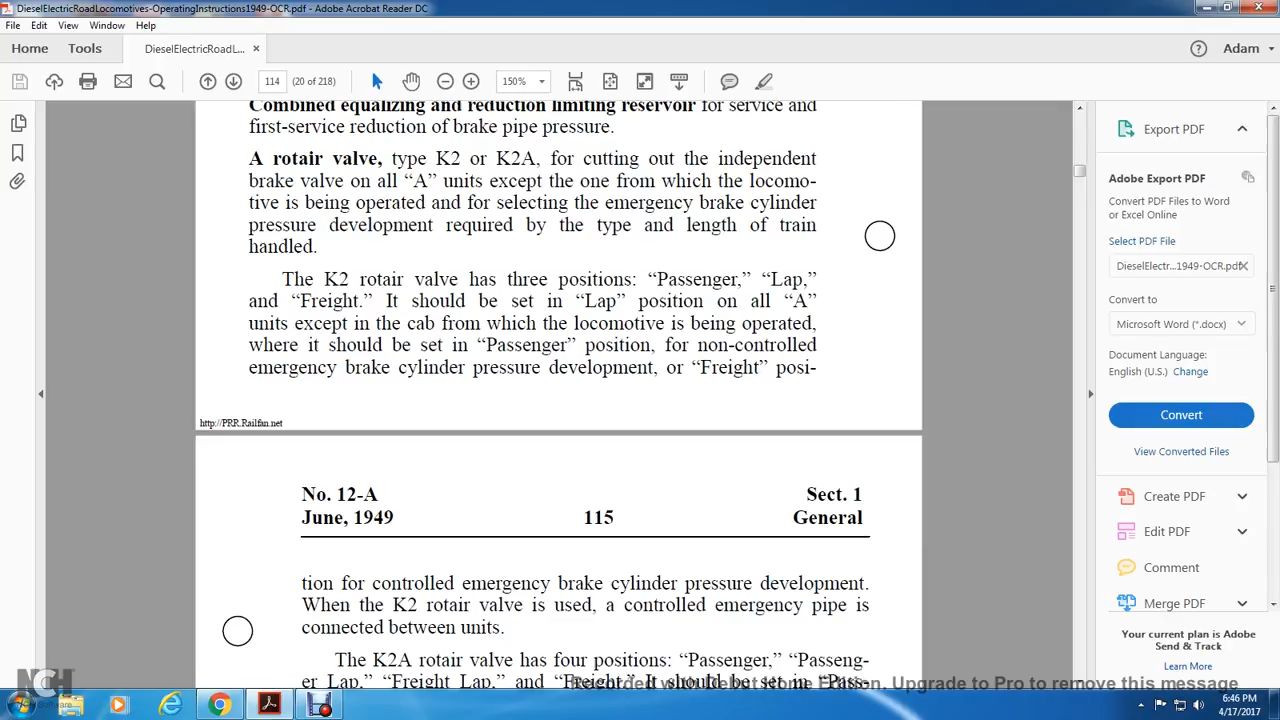 DieselElectricRoadLocomotives-OperatingInstructions1949-OCR.pdf - Adobe Acrobat Reader DC
File Edit View Window Help
Home Tools DieselElectricRoadL... × Adam
114 (20 of 218) 150%
Combined equalizing and reduction limiting reservoir for service and
first-service reduction of brake pipe pressure.
A rotair valve, type K2 or K2A, for cutting out the independent
brake valve on all “A” units except the one from which the locomo-
tive is being operated and for selecting the emergency brake cylinder
pressure development required by the type and length of train
handled.
The K2 rotair valve has three positions: “Passenger,” “Lap,”
and “Freight.” It should be set in “Lap” position on all “A”
units except in the cab from which the locomotive is being operated,
where it should be set in “Passenger” position, for non-controlled
emergency brake cylinder pressure development, or “Freight” posi-
http://PRR.Railfan.net
No. 12-A Sect. 1
June, 1949 115 General
tion for controlled emergency brake cylinder pressure development.
When the K2 rotair valve is used, a controlled emergency pipe is
connected between units.
The K2A rotair valve has four positions: “Passenger,” “Passeng-
er Lap,” “Freight Lap,” and “Freight.” It should be set in “Pass-
Export PDF
Adobe Export PDF
Convert PDF Files to Word
or Excel Online
Select PDF File
DieselElectr...1949-OCR.pdf
Convert to
Microsoft Word (*.docx)
Document Language:
English (U.S.) Change
Convert
View Converted Files
Create PDF
Edit PDF
Comment
Merge PDF
Your current plan is Adobe
Send & Track
Learn More
NCH
Software
Recorded with Debut Home Edition. Upgrade to Pro to remove this message
6:46 PM
4/17/2017